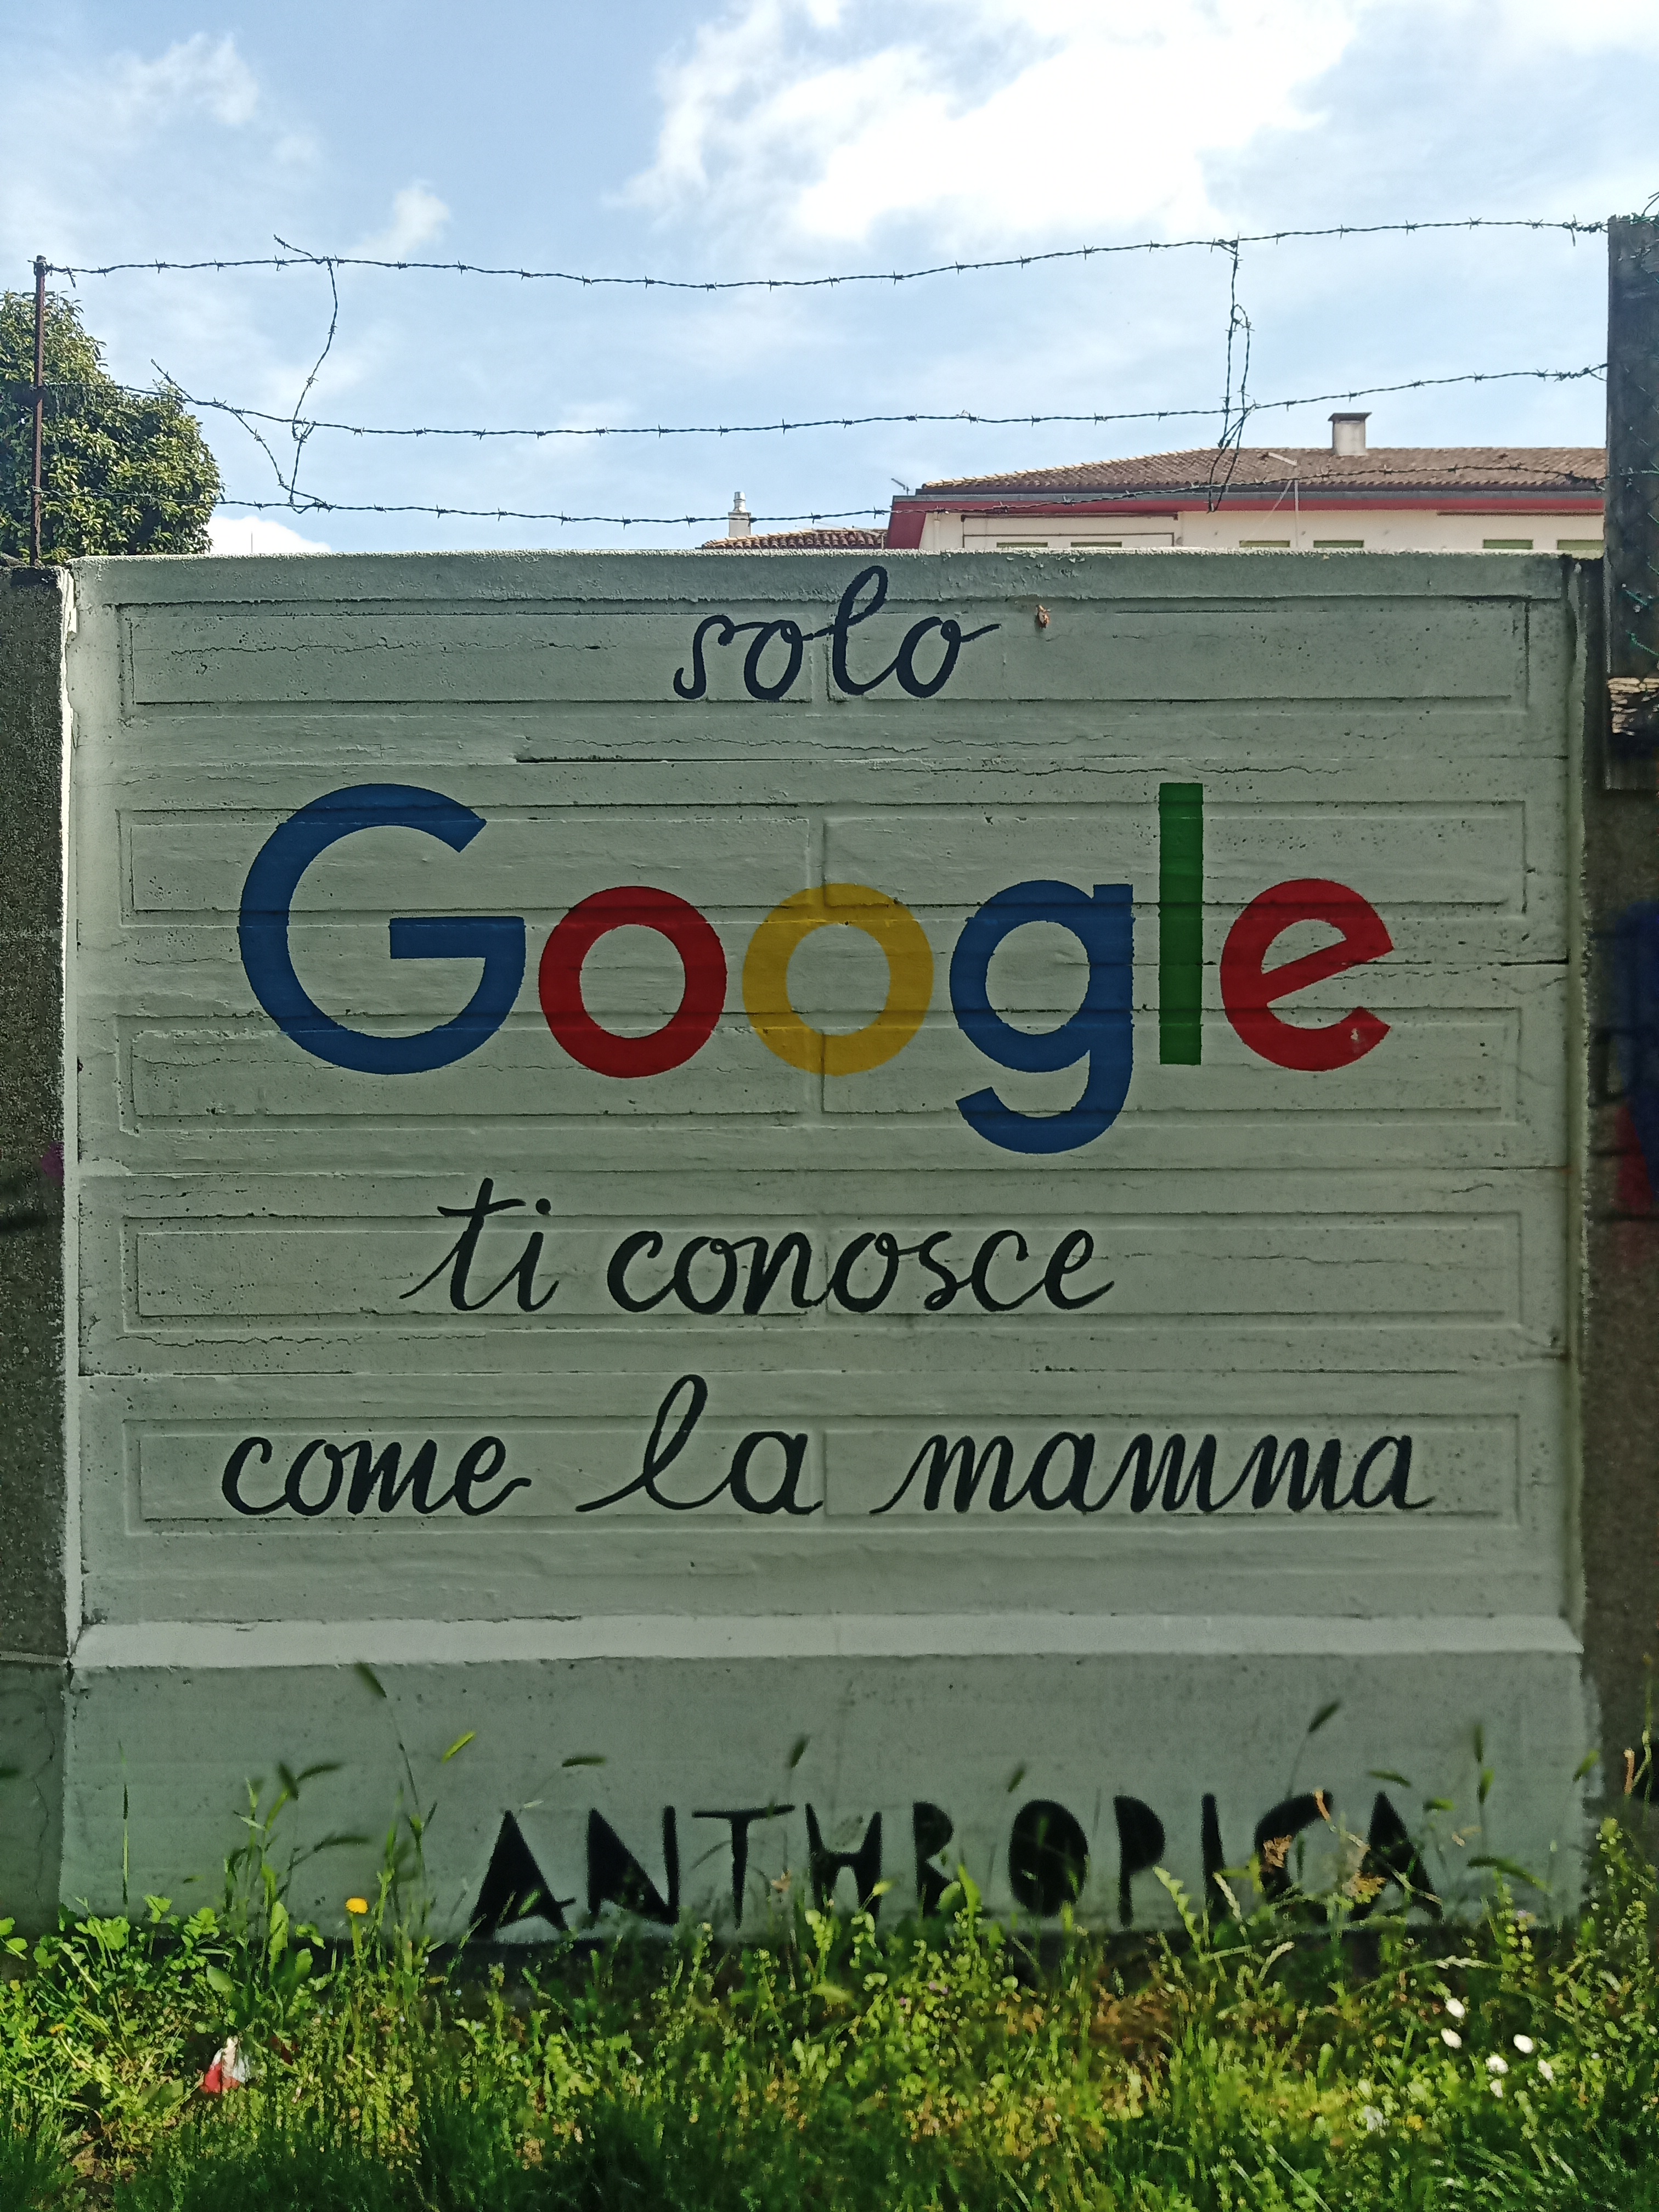 solo
Google
ti conosce
come la mamma
ANTHROPICA